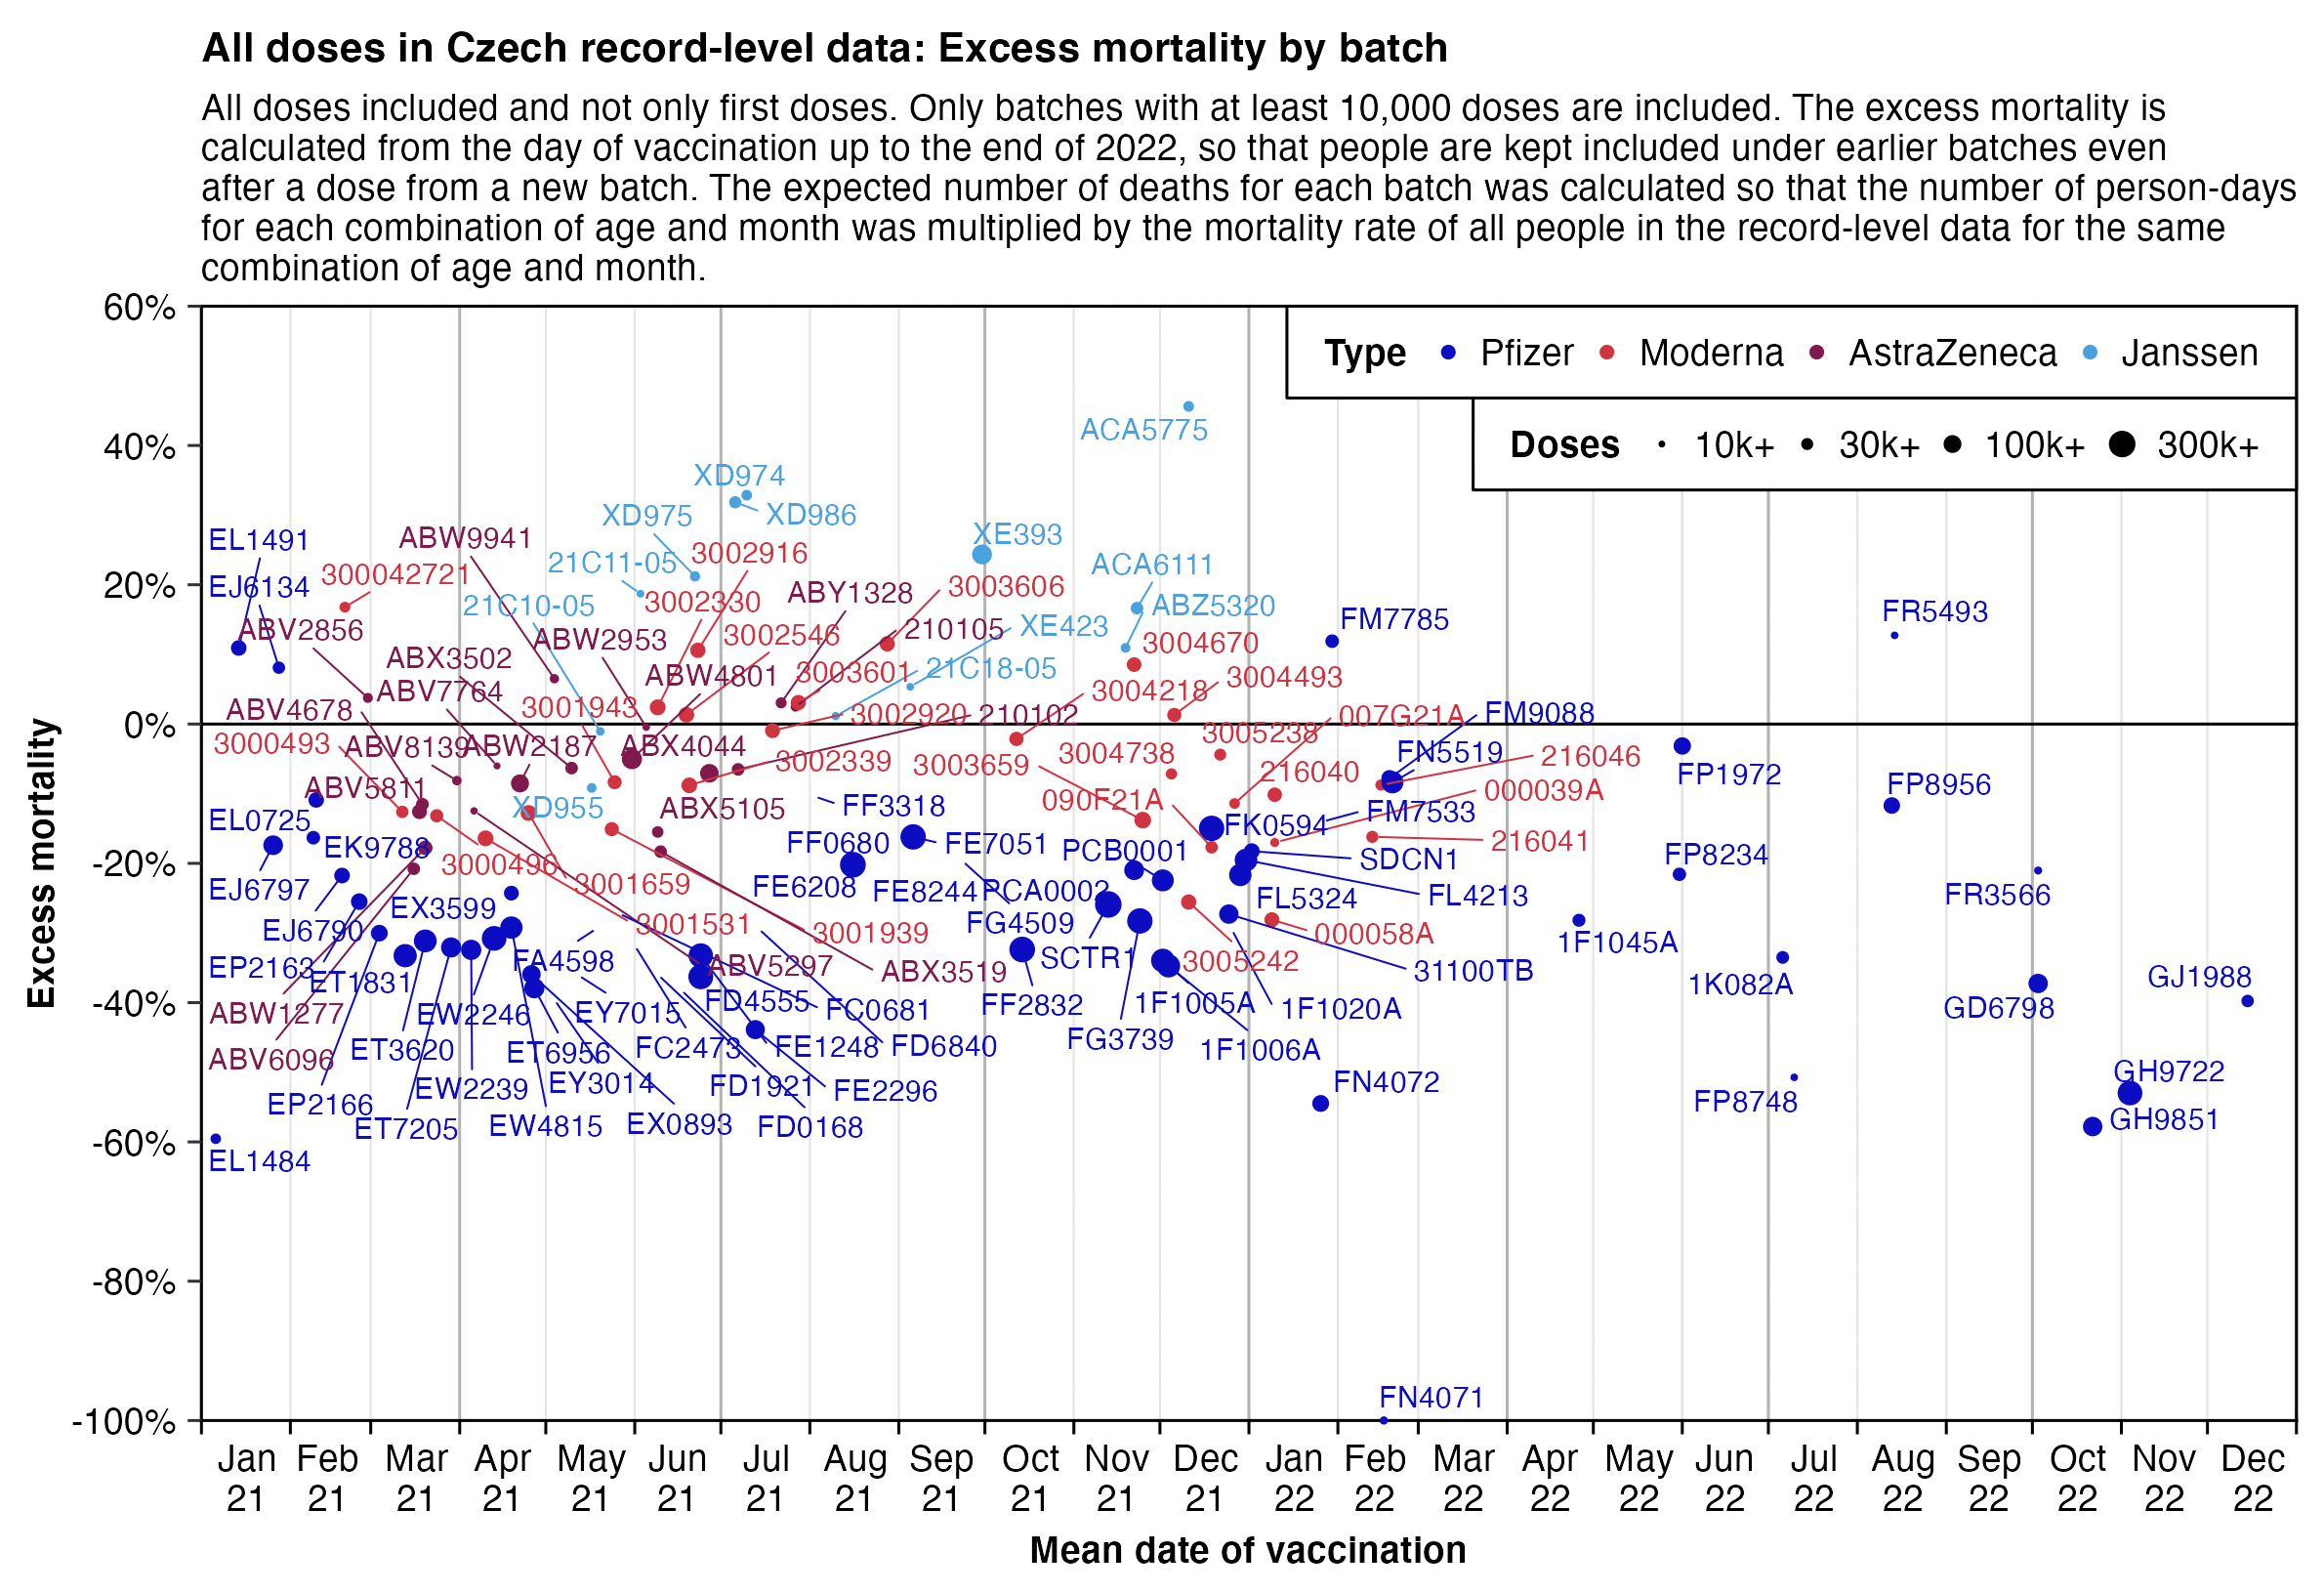 All doses in Czech record-level data: Excess mortality by batch
All doses included and not only first doses. Only batches with at least 10,000 doses are included. The excess mortality is
calculated from the day of vaccination up to the end of 2022, so that people are kept included under earlier batches even
after a dose from a new batch. The expected number of deaths for each batch was calculated so that the number of person-days
for each combination of age and month was multiplied by the mortality rate of all people in the record-level data for the same
combination of age and month.
60%
40%
20%
0%
-20%
-40%
-60%
-80%
-100%
Excess mortality
Type Pfizer Moderna AstraZeneca Janssen
Doses 10k+ 30k+ 100k+ 300k+
ACA5775
XD974
XD975
XD986
EL1491
ABW9941
XE393
21C11-05
3002916
ACA6111
EJ6134
300042721
ABY1328
3003606
21C10-05
3002330
ABZ5320
FM7785
FR5493
ABV2856
ABW2953
3002546
210105
XE423
3004670
ABX3502
ABW4801
3003601
21C18-05
3004493
ABV7764
3004218
ABV4678
3001943
3002920
210102
007G21A
FM9088
3000493
ABV8139
ABW2187
ABX4044
3005238
3002339
3003659
3004738
FN5519
216046
216040
FP1972
ABV5811
FP8956
000039A
XD955
ABX5105
FF3318
090F21A
FM7533
EL0725
FK0594
EK9788
FF0680
FE7051
PCB0001
216041
SDCN1
FP8234
3000496
3001659
EJ6797
FE6208
FE8244
PCA0002
FL5324
FL4213
FR3566
EX3599
EJ6790
3001531
3001939
FG4509
000058A
1F1045A
EP2163
ET1831
FA4598
ABV5297
ABX3519
SCTR1
3005242
31100TB
GJ1988
1K082A
ABW1277
EW2246
EY7015
FD4555
FC0681
FF2832
1F1005A
1F1020A
GD6798
ABV6096
ET3620
ET6956
FC2473
FE1248
FD6840
FG3739
1F1006A
EW2239
EY3014
FD1921
FE2296
FN4072
GH9722
EP2166
FP8748
ET7205
EW4815
EX0893
FD0168
GH9851
EL1484
FN4071
Jan 21
Feb 21
Mar 21
Apr 21
May 21
Jun 21
Jul 21
Aug 21
Sep 21
Oct 21
Nov 21
Dec 21
Jan 22
Feb 22
Mar 22
Apr 22
May 22
Jun 22
Jul 22
Aug 22
Sep 22
Oct 22
Nov 22
Dec 22
Mean date of vaccination